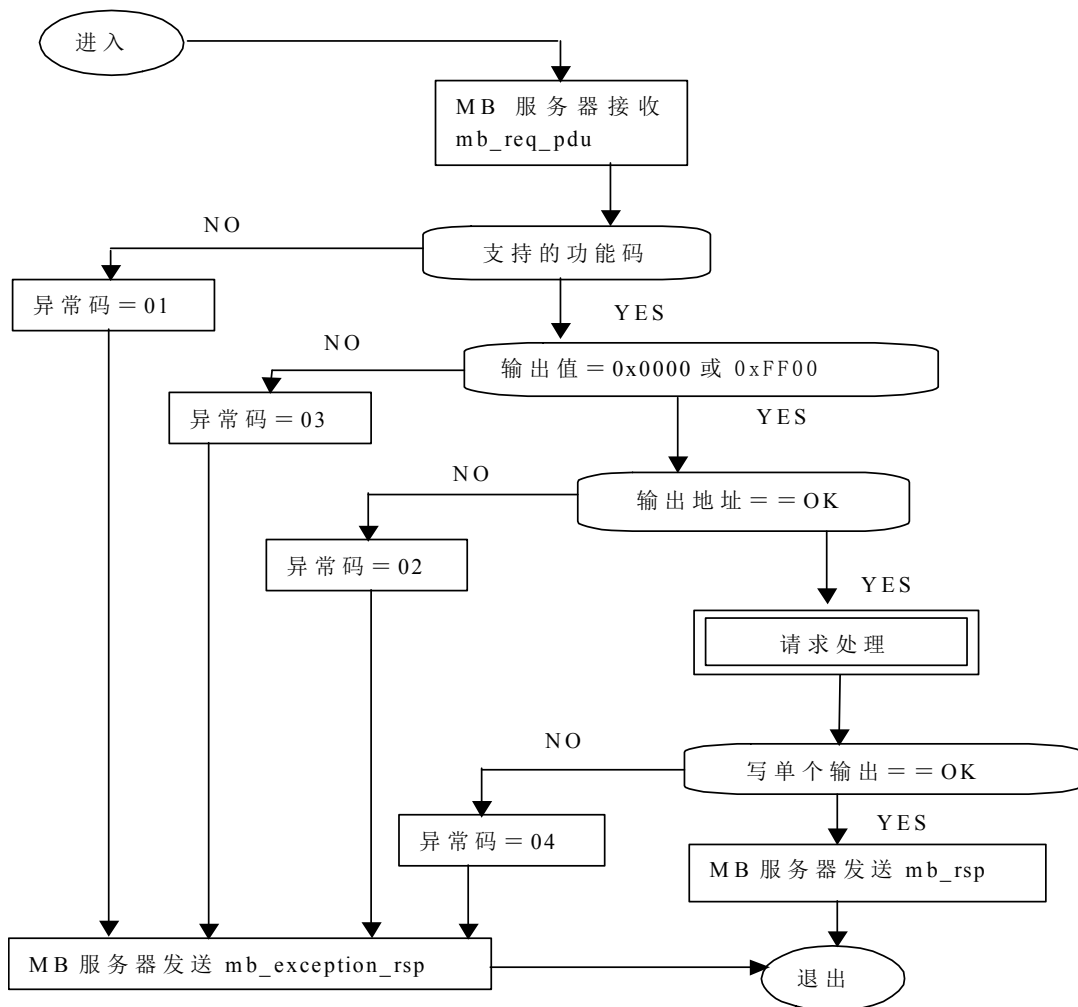 进入
MB 服务器接收
mb_req_pdu
NO
支持的功能码
异常码＝01
YES
NO
输出值＝0x0000 或 0xFF00
异常码＝03
YES
NO
输出地址＝＝OK
异常码＝02
YES
请求处理
NO
写单个输出＝＝OK
异常码＝04
YES
MB 服务器发送 mb_rsp
MB 服务器发送 mb_exception_rsp
退出